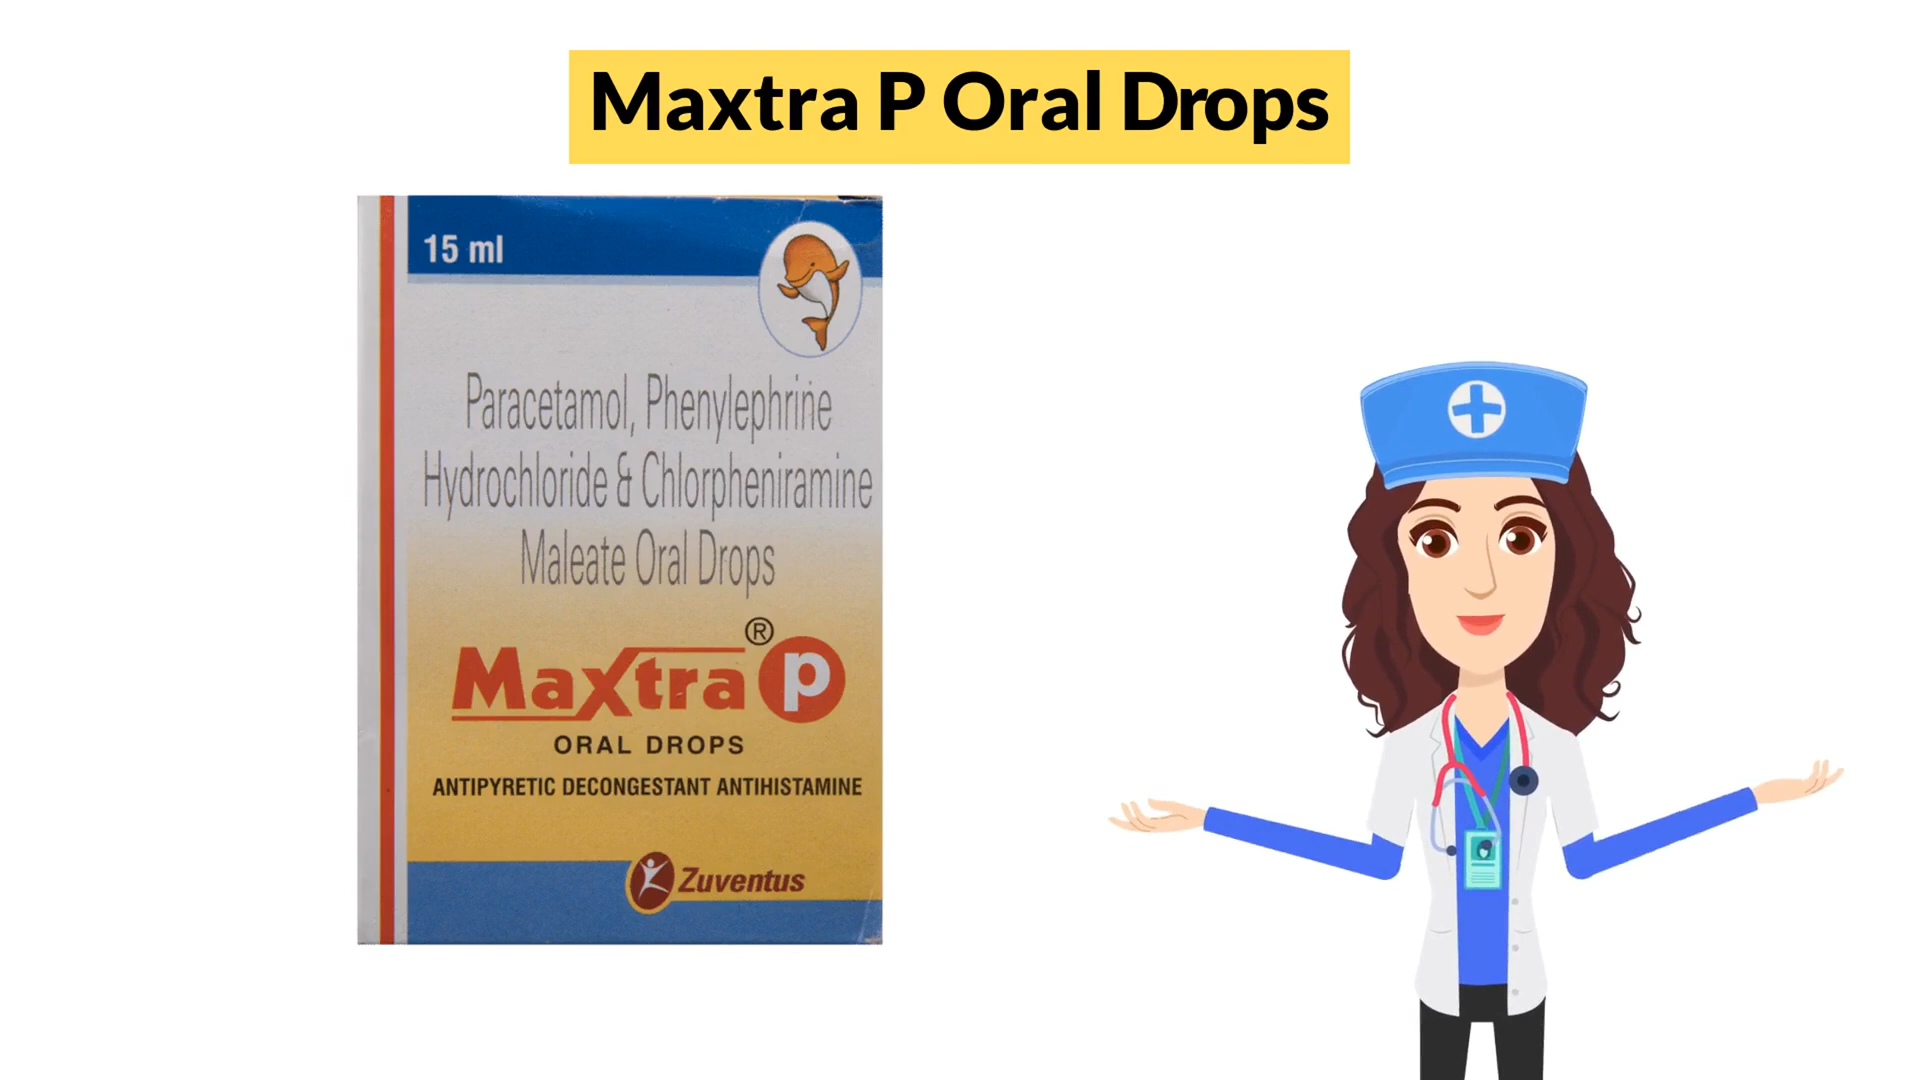 Maxtra P Oral Drops
15 ml
Paracetamol, Phenylephrine
Hydrochloride & Chlorpheniramine
Maleate Oral Drops
Maxtra P ®
ORAL DROPS
ANTIPYRETIC DECONGESTANT ANTIHISTAMINE
Zuventus